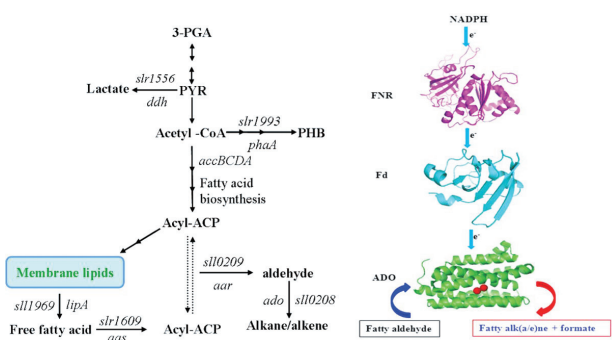 3-PGA
slr1556
Lactate
PYR
ddh
slr1993
Acetyl -CoA
PHB
phaA
accBCDA
Fatty acid
biosynthesis
Acyl-ACP
Membrane lipids
sll0209
aldehyde
aar
sll1969
lipA
ado
sll0208
slr1609
Free fatty acid
Acyl-ACP
Alkane/alkene
aas
NADPH
e-
FNR
e-
Fd
e-
ADO
Fatty aldehyde
Fatty alk(a/e)ne + formate